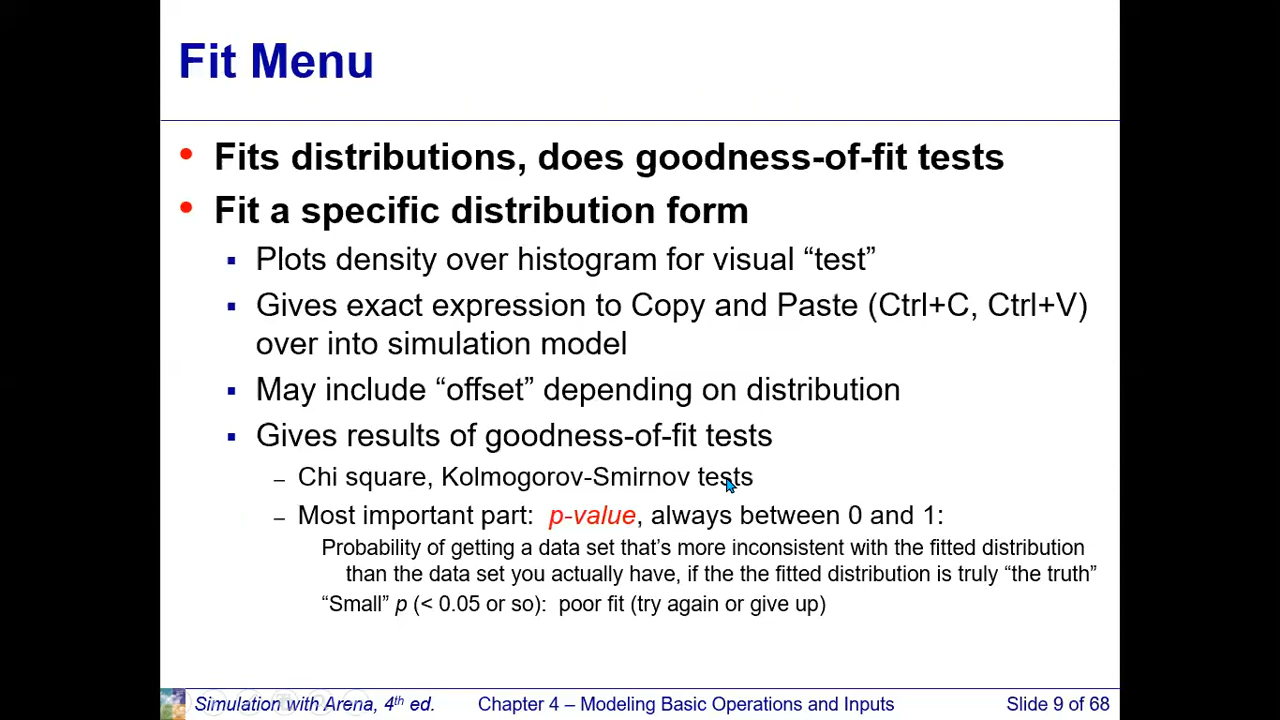 Fit Menu
• Fits distributions, does goodness-of-fit tests
• Fit a specific distribution form
▪ Plots density over histogram for visual “test”
▪ Gives exact expression to Copy and Paste (Ctrl+C, Ctrl+V)
over into simulation model
▪ May include “offset” depending on distribution
▪ Gives results of goodness-of-fit tests
– Chi square, Kolmogorov-Smirnov tests
– Most important part: p-value, always between 0 and 1:
Probability of getting a data set that’s more inconsistent with the fitted distribution
than the data set you actually have, if the the fitted distribution is truly “the truth”
“Small” p (< 0.05 or so): poor fit (try again or give up)
Simulation with Arena, 4th ed. Chapter 4 – Modeling Basic Operations and Inputs Slide 9 of 68